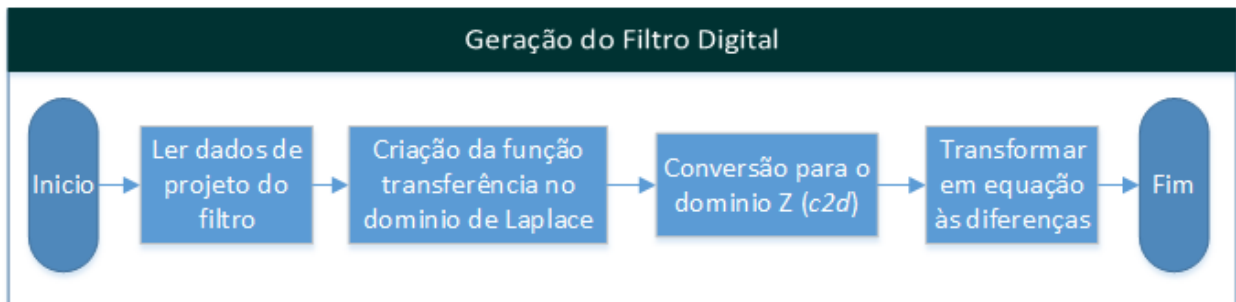 Geração do Filtro Digital
Inicio
Ler dados de
projeto do
filtro
Criação da função
transferência no
dominio de Laplace
Conversão para o
dominio Z (c2d)
Transformar
em equação
às diferenças
Fim